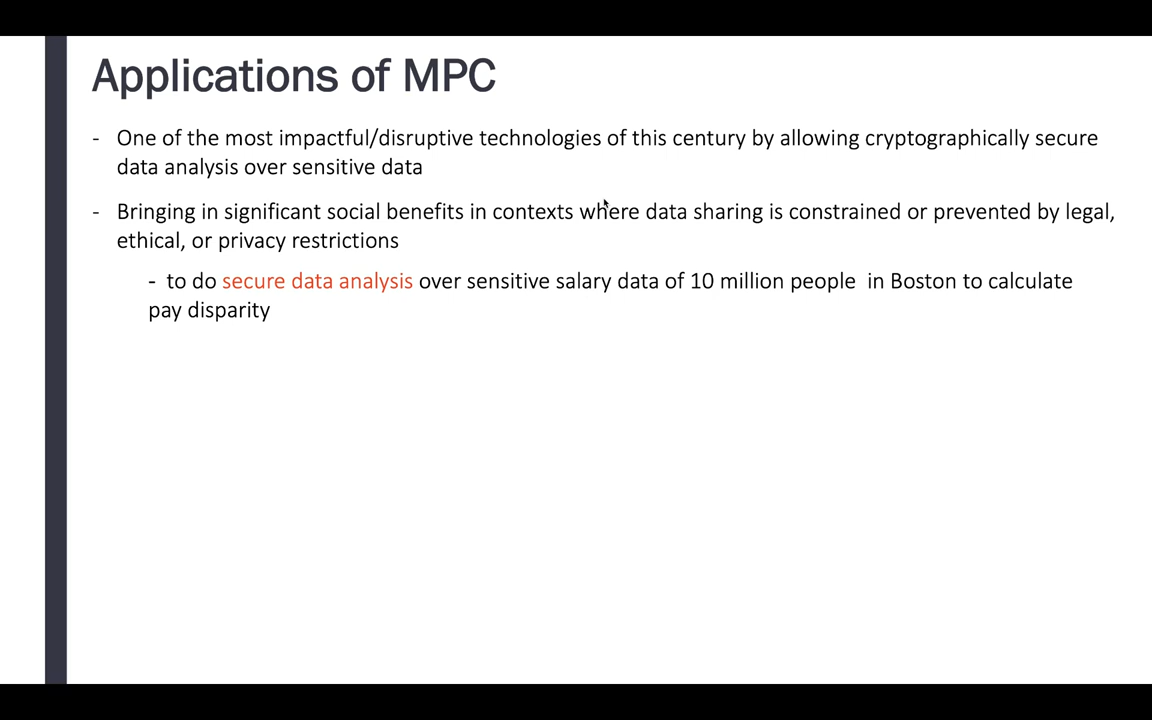 Applications of MPC
- One of the most impactful/disruptive technologies of this century by allowing cryptographically secure
data analysis over sensitive data
- Bringing in significant social benefits in contexts where data sharing is constrained or prevented by legal,
ethical, or privacy restrictions
- to do secure data analysis over sensitive salary data of 10 million people in Boston to calculate
pay disparity